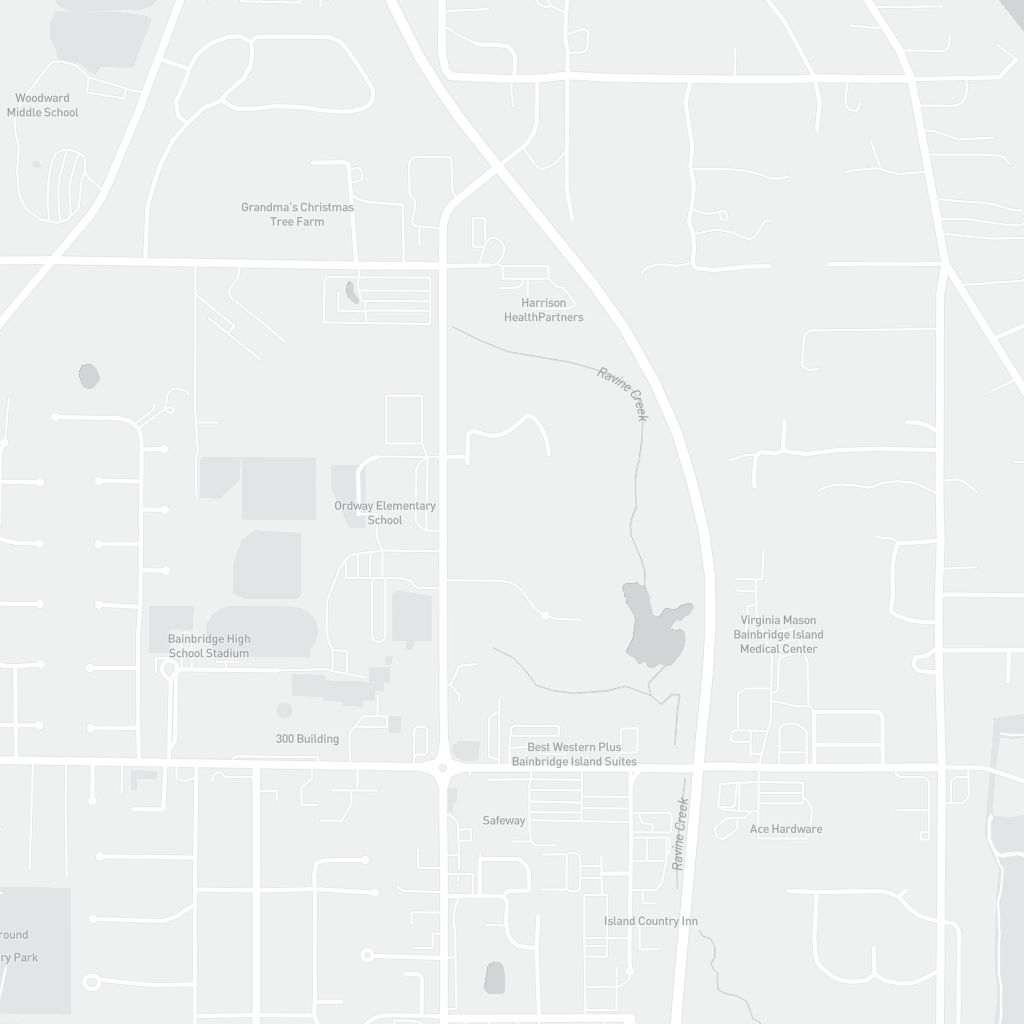 Woodward
Middle School
Grandma's Christmas
Tree Farm
Harrison
HealthPartners
Ravine Creek
Ordway Elementary
School
Virginia Mason
Bainbridge Island
Medical Center
Bainbridge High
School Stadium
300 Building
Best Western Plus
Bainbridge Island Suites
Safeway
Ravine Creek
Ace Hardware
Island Country Inn
round
ry Park